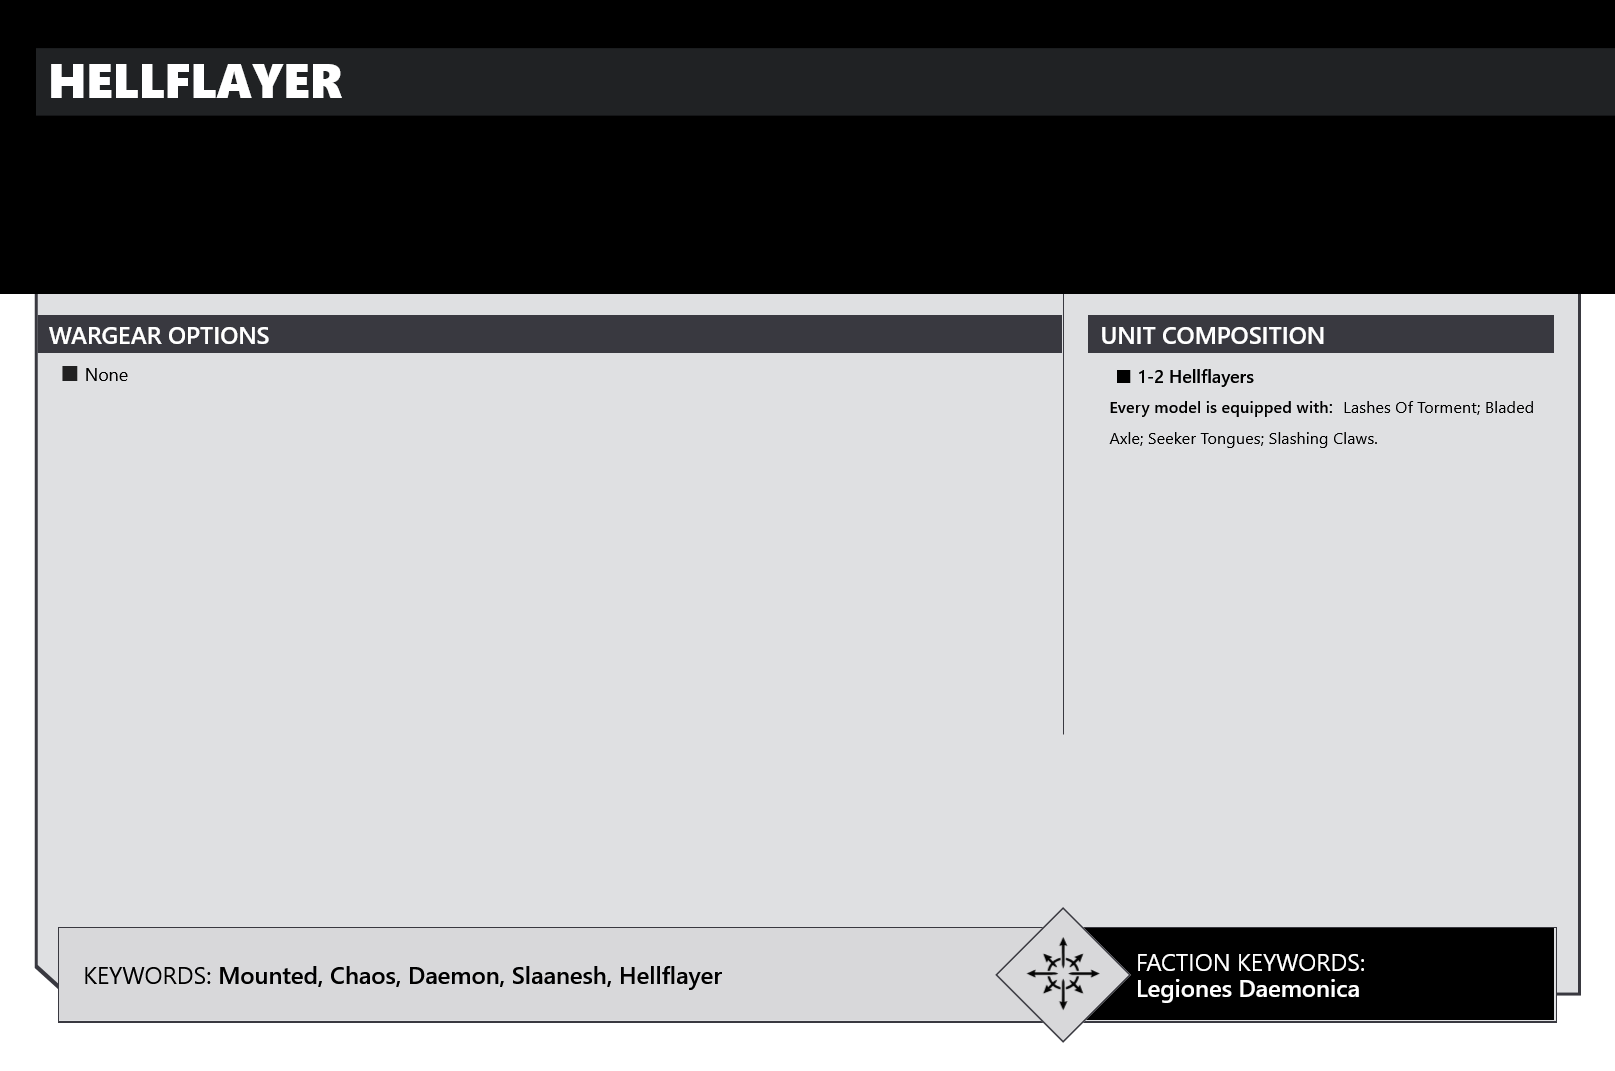 HELLFLAYER
WARGEAR OPTIONS
■ None
UNIT COMPOSITION
■ 1-2 Hellflayers
Every model is equipped with: Lashes Of Torment; Bladed
Axle; Seeker Tongues; Slashing Claws.
KEYWORDS: Mounted, Chaos, Daemon, Slaanesh, Hellflayer
FACTION KEYWORDS:
Legiones Daemonica